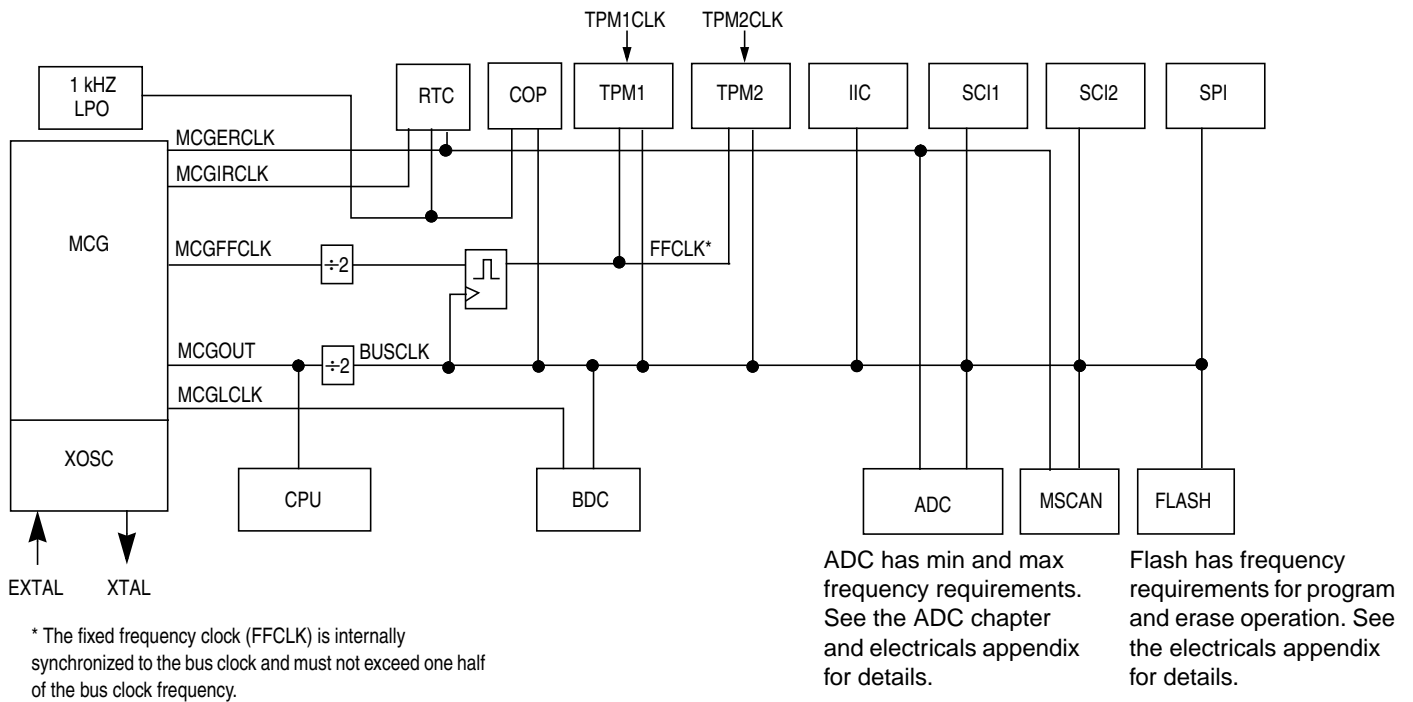 TPM1CLK
TPM2CLK
1 kHZ
LPO
RTC
COP
TPM1
TPM2
IIC
SCI1
SCI2
SPI
MCGERCLK
MCGIRCLK
MCG
MCGFFCLK
÷2
FFCLK*
MCGOUT
÷2
BUSCLK
MCGLCLK
XOSC
CPU
BDC
ADC
MSCAN
FLASH
EXTAL
XTAL
ADC has min and max
frequency requirements.
See the ADC chapter
and electricals appendix
for details.
Flash has frequency
requirements for program
and erase operation. See
the electricals appendix
for details.
* The fixed frequency clock (FFCLK) is internally
synchronized to the bus clock and must not exceed one half
of the bus clock frequency.